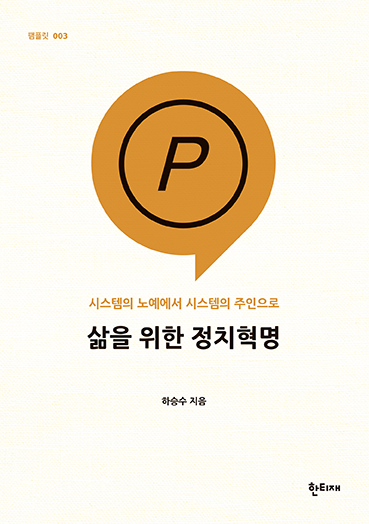 팸플릿 003
P
시스템의 노예에서 시스템의 주인으로
삶을 위한 정치혁명
하승수 지음
한티재